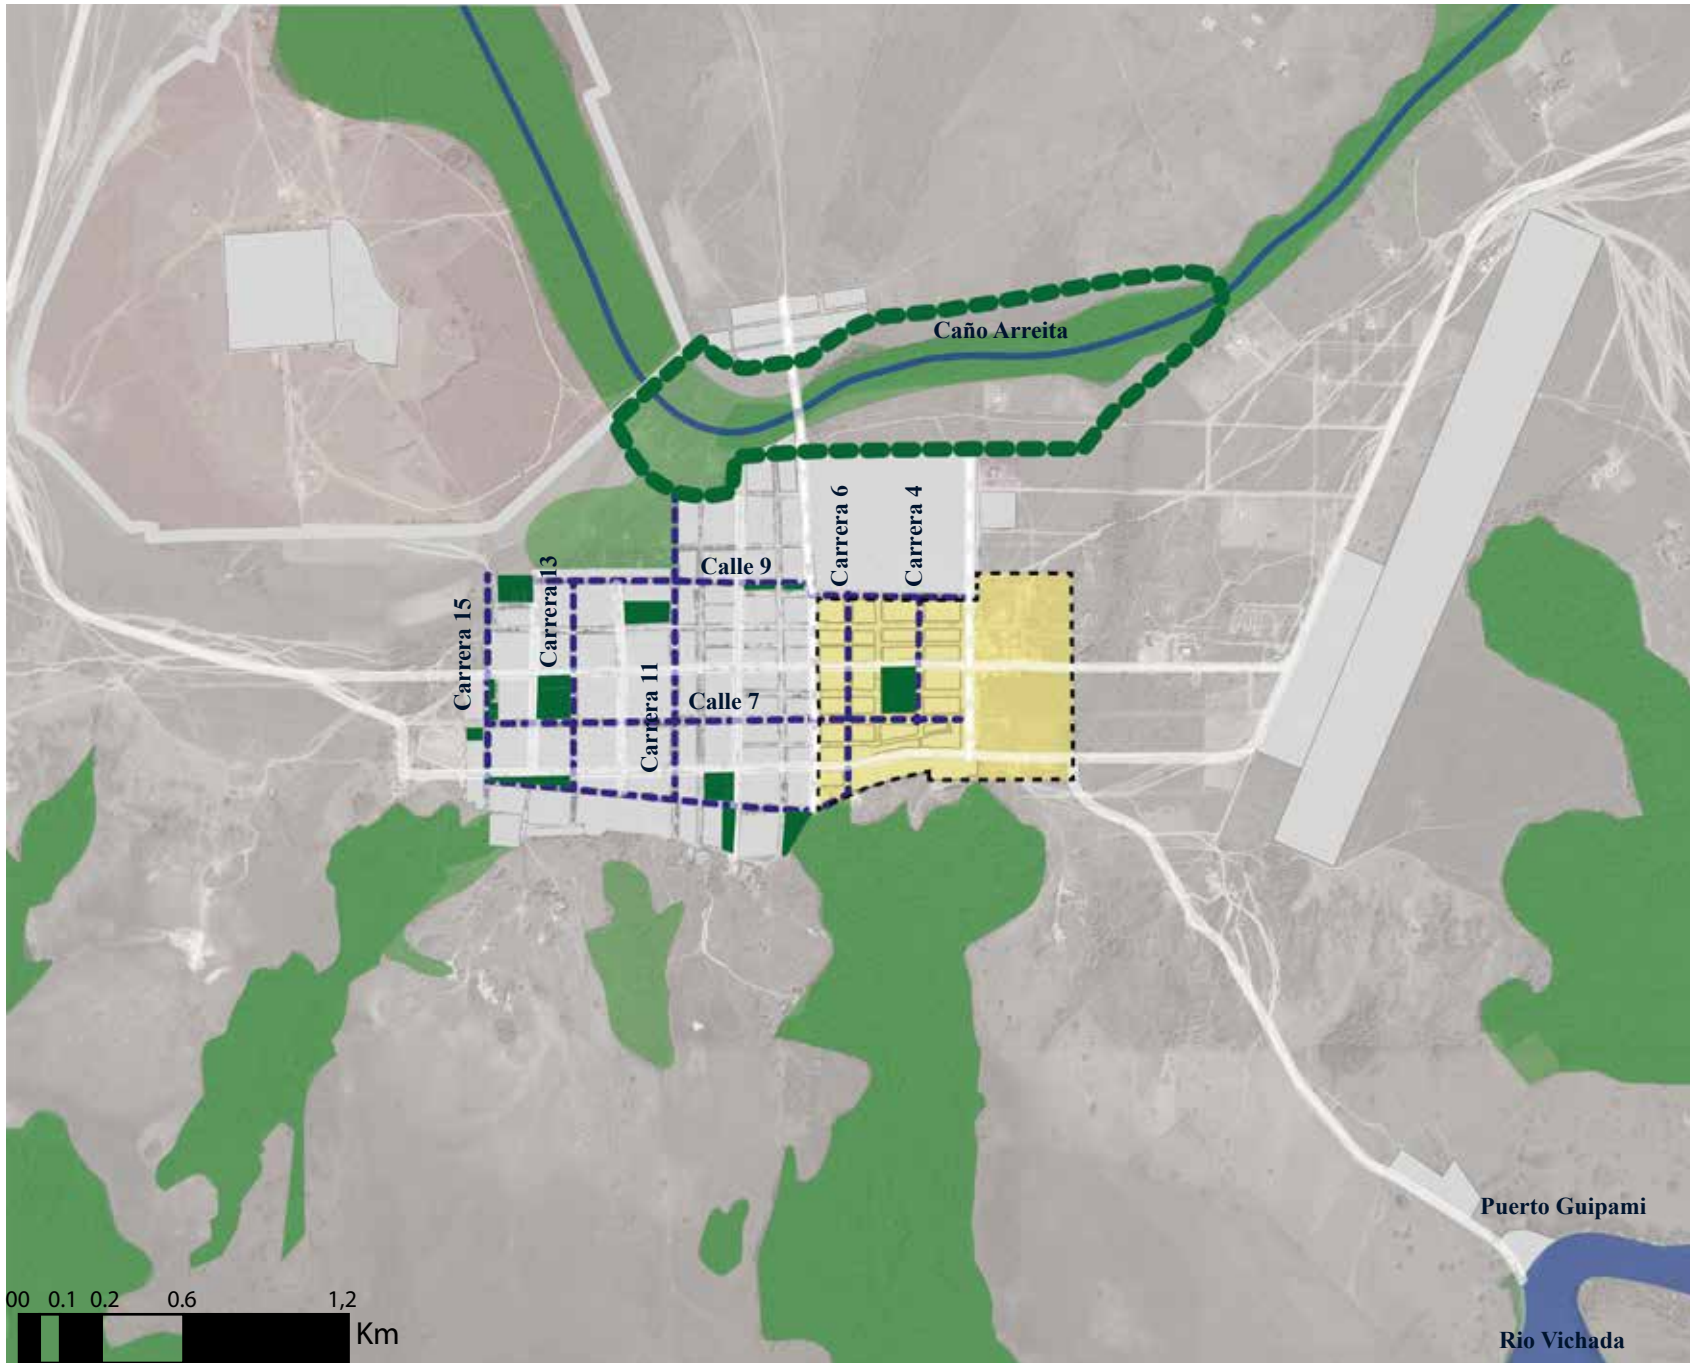 Caño Arreita
Carrera 6
Carrera 4
Calle 9
Carrera 13
Carrera 15
Carrera 11
Calle 7
Puerto Guipami
Rio Vichada
00 0.1 0.2 0.6 1,2
Km